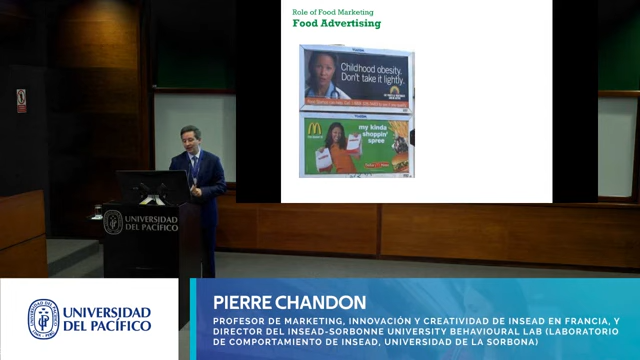 Role of Food Marketing
Food Advertising
Childhood obesity.
Don't take it lightly.
my kinda
shoppin'
spree
UNIVERSIDAD
DEL PACÍFICO
UNIVERSIDAD
DEL PACÍFICO
PIERRE CHANDON
PROFESOR DE MARKETING, INNOVACIÓN Y CREATIVIDAD DE INSEAD EN FRANCIA, Y
DIRECTOR DEL INSEAD-SORBONNE UNIVERSITY BEHAVIOURAL LAB (LABORATORIO
DE COMPORTAMIENTO DE INSEAD, UNIVERSIDAD DE LA SORBONA)